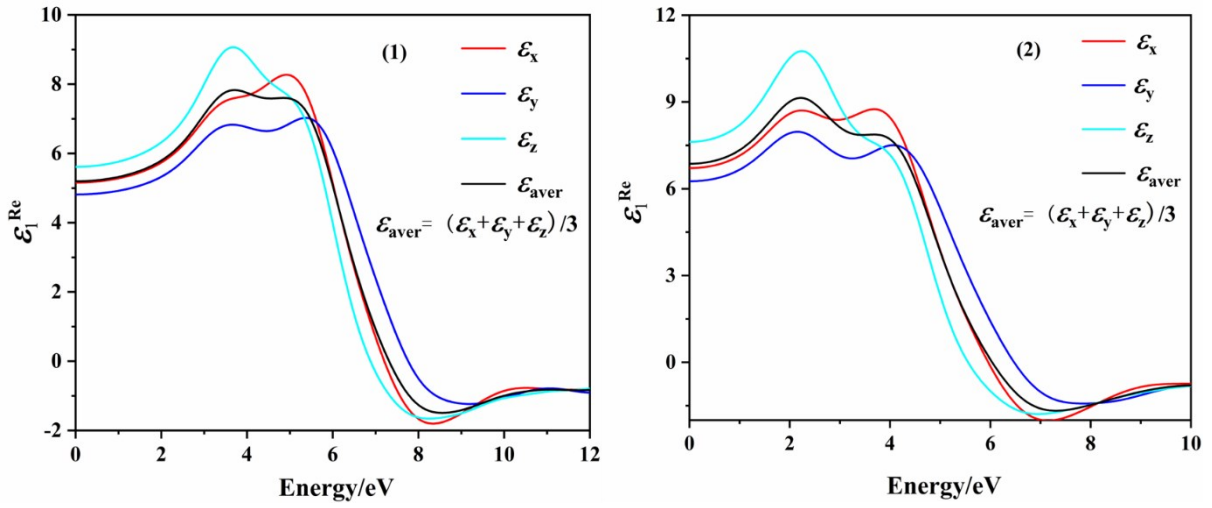 10
8
6
4
2
0
-2
ε₁ᴿᵉ
(1)
εx
εy
εz
εaver
εaver= (εx+εy+εz)/3
0 2 4 6 8 10 12
Energy/eV
12
9
6
3
0
ε₁ᴿᵉ
(2)
εx
εy
εz
εaver
εaver= (εx+εy+εz)/3
0 2 4 6 8 10
Energy/eV